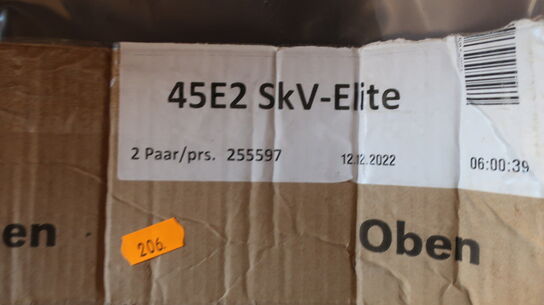 45E2 SkV-Elite
2 Paar/prs. 255597 12.12.2022 06:00:39
en
206.
Oben